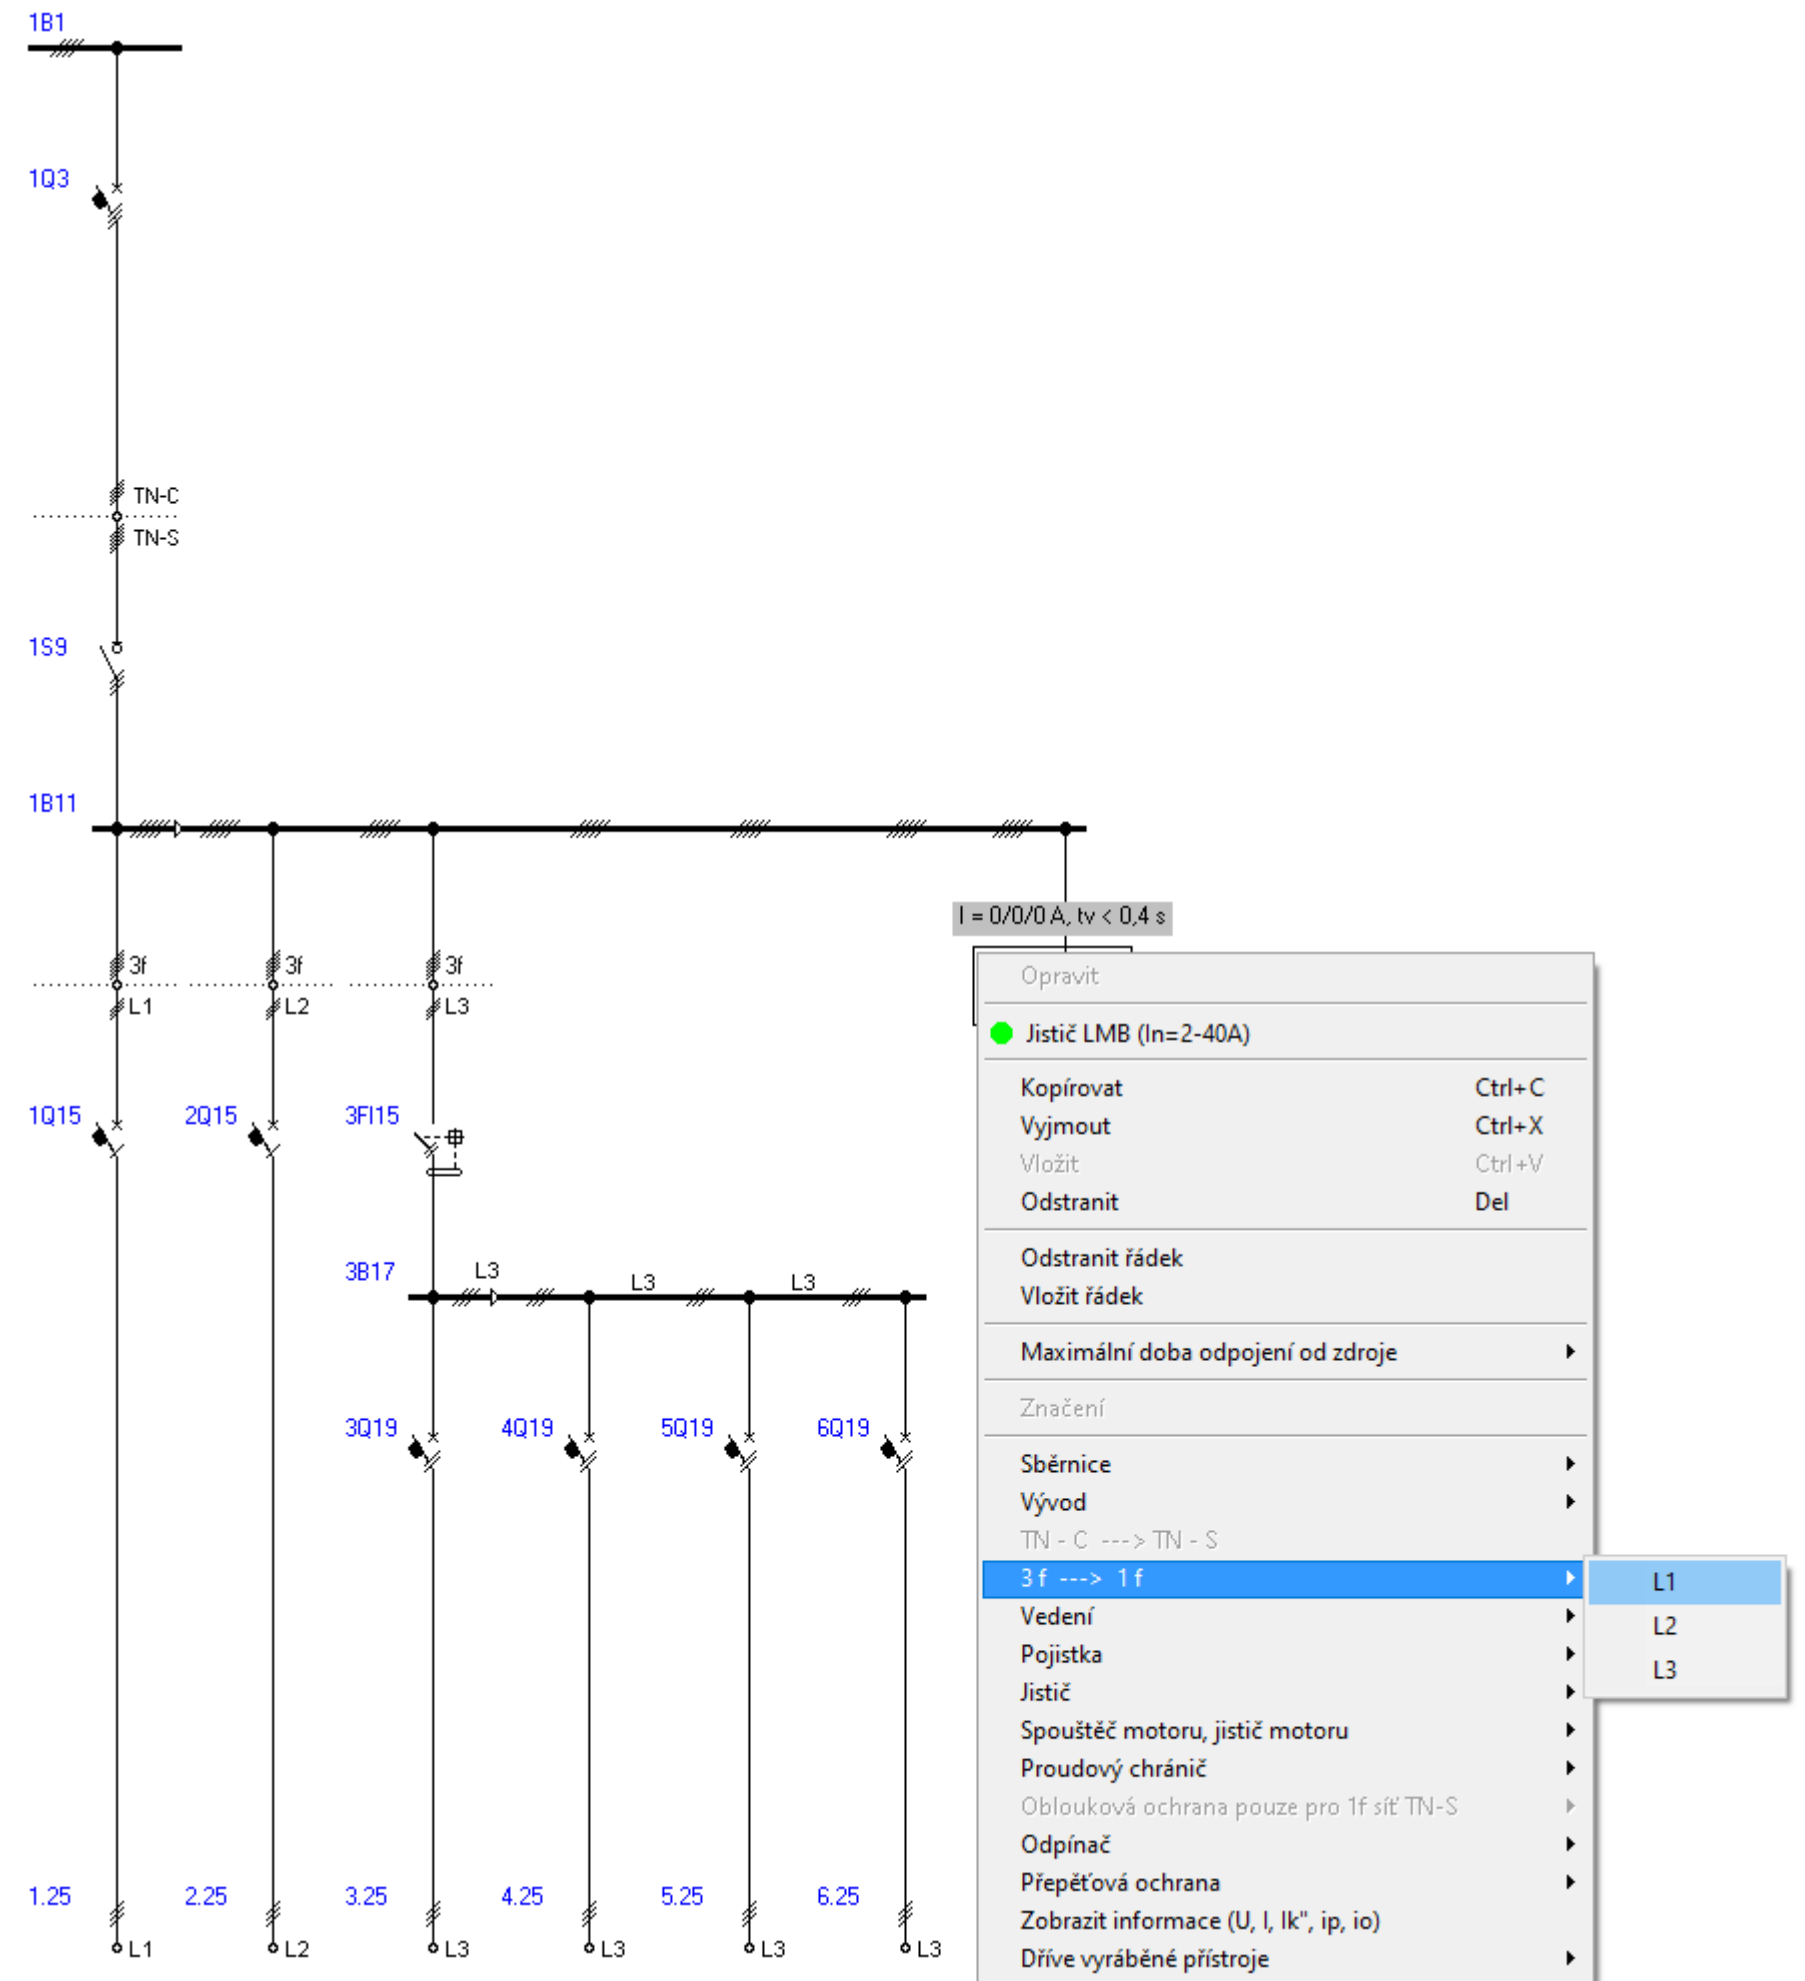 1B1
1Q3
TN-C
TN-S
1S9
1B11
I = 0/0/0 A, tv < 0,4 s
3f
3f
3f
L1
L2
L3
1Q15
2Q15
3FI15
3B17
L3
L3
L3
3Q19
4Q19
5Q19
6Q19
1.25
2.25
3.25
4.25
5.25
6.25
L1
L2
L3
L3
L3
L3
Opravit
Jistič LMB (In=2-40A)
Kopírovat Ctrl+C
Vyjmout Ctrl+X
Vložit Ctrl+V
Odstranit Del
Odstranit řádek
Vložit řádek
Maximální doba odpojení od zdroje
Značení
Sběrnice
Vývod
TN - C ---> TN - S
3 f ---> 1 f
Vedení
Pojistka
Jistič
Spouštěč motoru, jistič motoru
Proudový chránič
Oblouková ochrana pouze pro 1f síť TN-S
Odpínač
Přepěťová ochrana
Zobrazit informace (U, I, Ik", ip, io)
Dříve vyráběné přístroje
L1
L2
L3